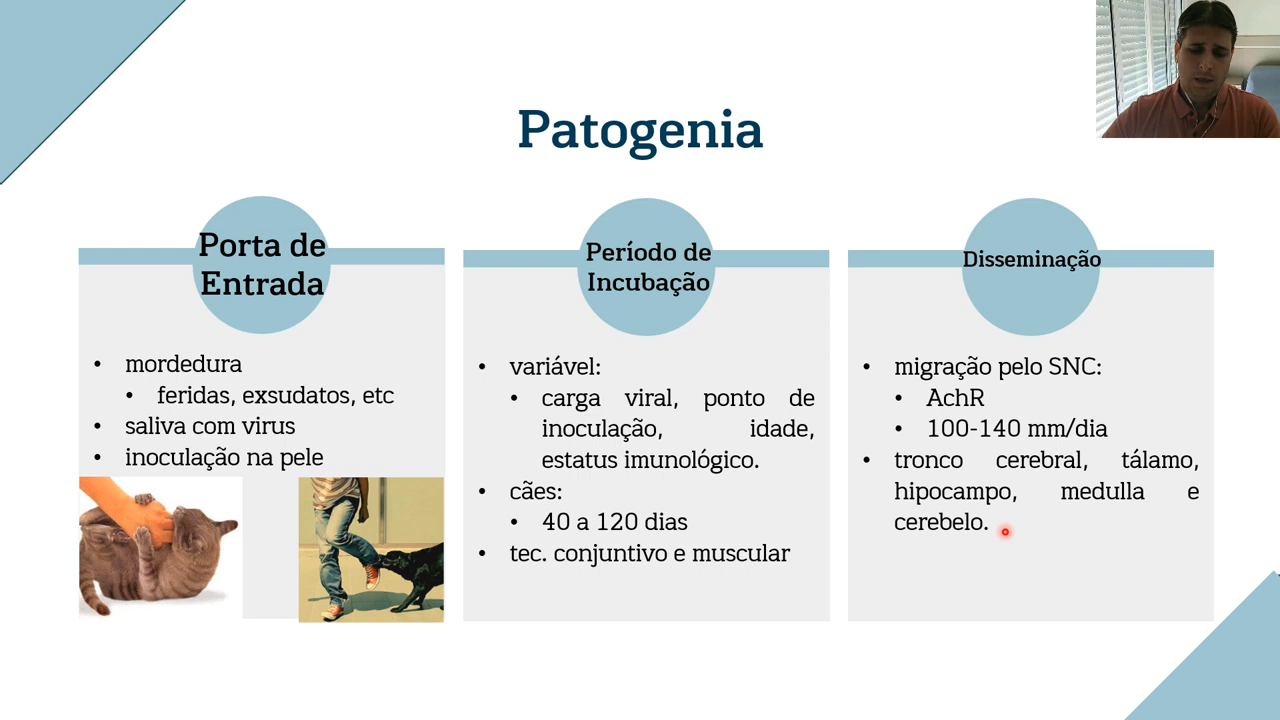 Patogenia
Porta de
Entrada
• mordedura
• feridas, exsudatos, etc
• saliva com virus
• inoculação na pele
Período de
Incubação
• variável:
• carga viral, ponto de
inoculação, idade,
estatus imunológico.
• cães:
• 40 a 120 dias
• tec. conjuntivo e muscular
Disseminação
• migração pelo SNC:
• AchR
• 100-140 mm/dia
• tronco cerebral, tálamo,
hipocampo, medulla e
cerebelo.